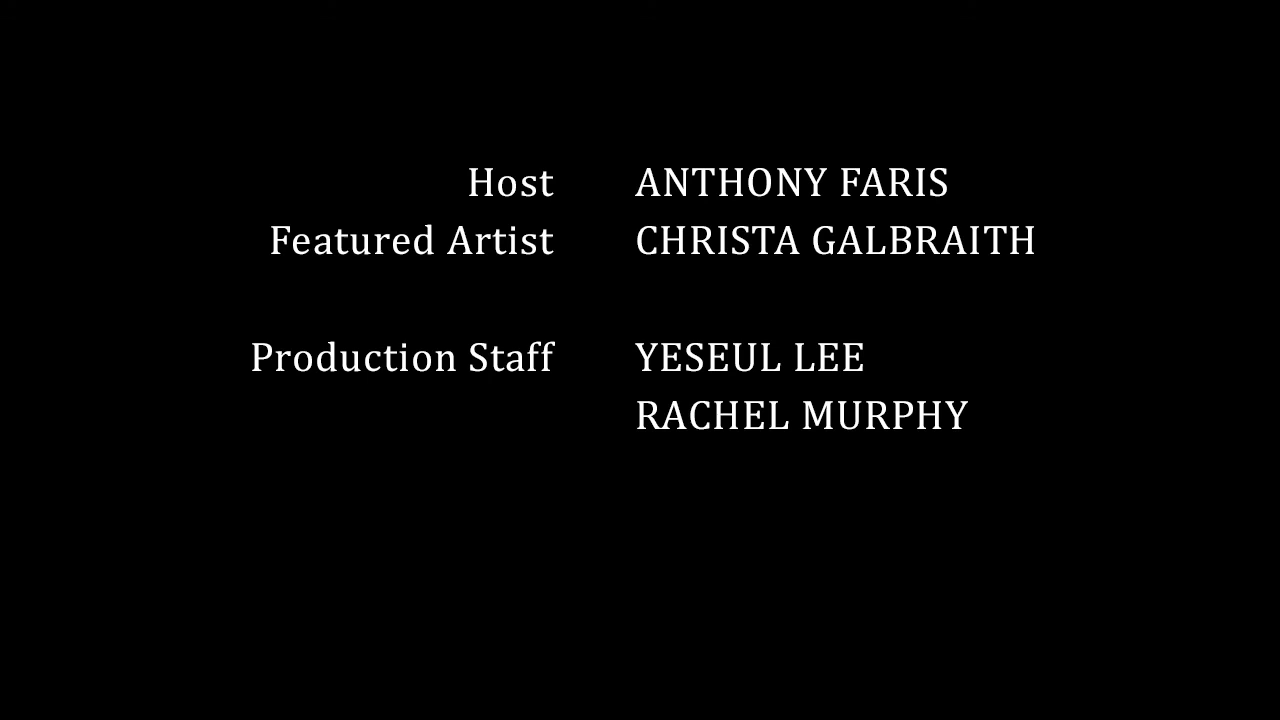 Host ANTHONY FARIS
Featured Artist CHRISTA GALBRAITH
Production Staff YESEUL LEE
RACHEL MURPHY